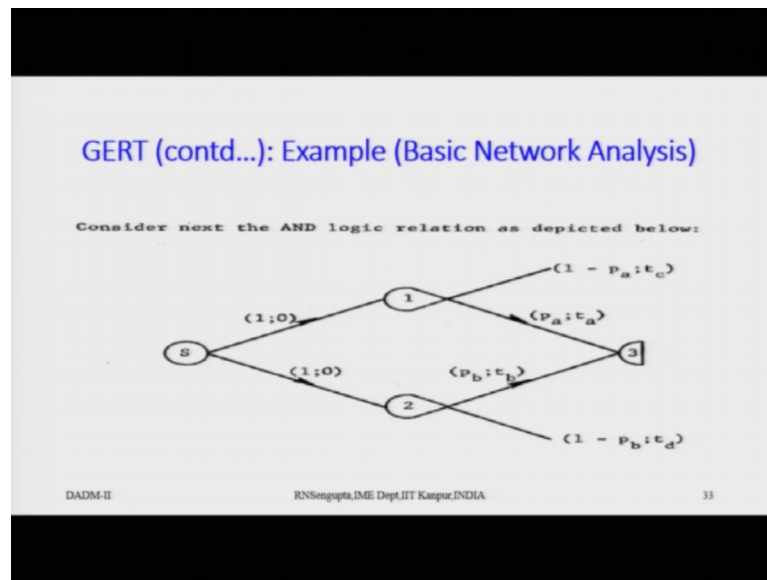 GERT (contd...): Example (Basic Network Analysis)
Consider next the AND logic relation as depicted below:
(1 - pa;tc)
1
(1;0)
(pa;ta)
S
3
(1;0)
(pb;tb)
2
(1 - pb;td)
DADM-II RNSengupta,IME Dept,IIT Kanpur,INDIA 33